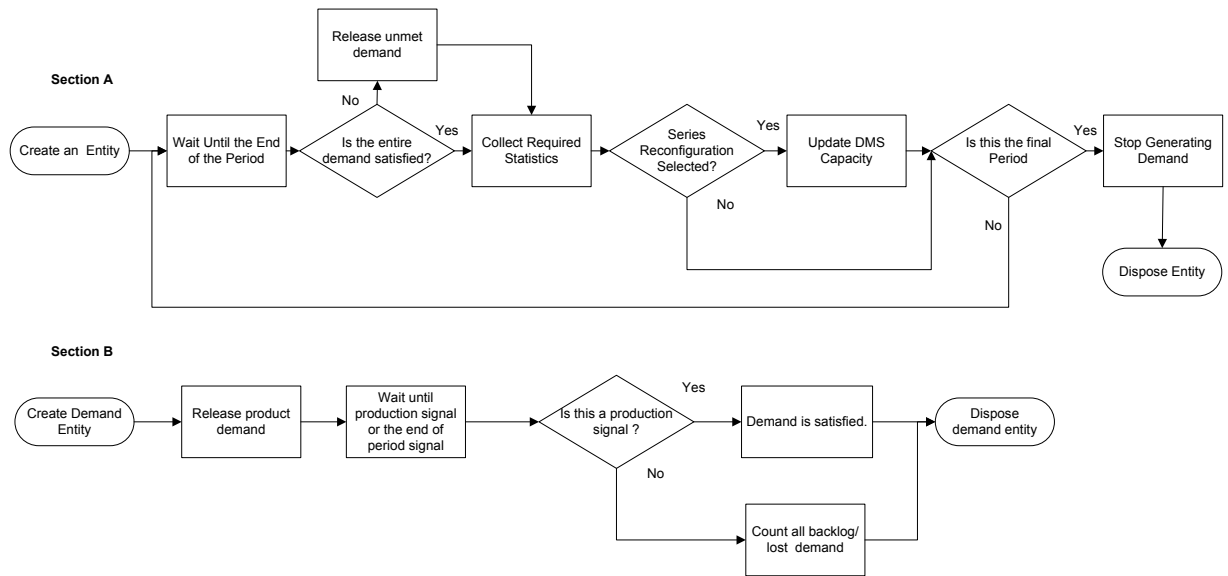 Section A
Create an Entity
Wait Until the End
of the Period
Is the entire
demand satisfied?
No
Release unmet
demand
Yes
Collect Required
Statistics
Series
Reconfiguration
Selected?
Yes
No
Update DMS
Capacity
Is this the final
Period
Yes
No
Stop Generating
Demand
Dispose Entity
Section B
Create Demand
Entity
Release product
demand
Wait until
production signal
or the end of
period signal
Is this a production
signal ?
Yes
No
Demand is satisfied.
Count all backlog/
lost demand
Dispose
demand entity